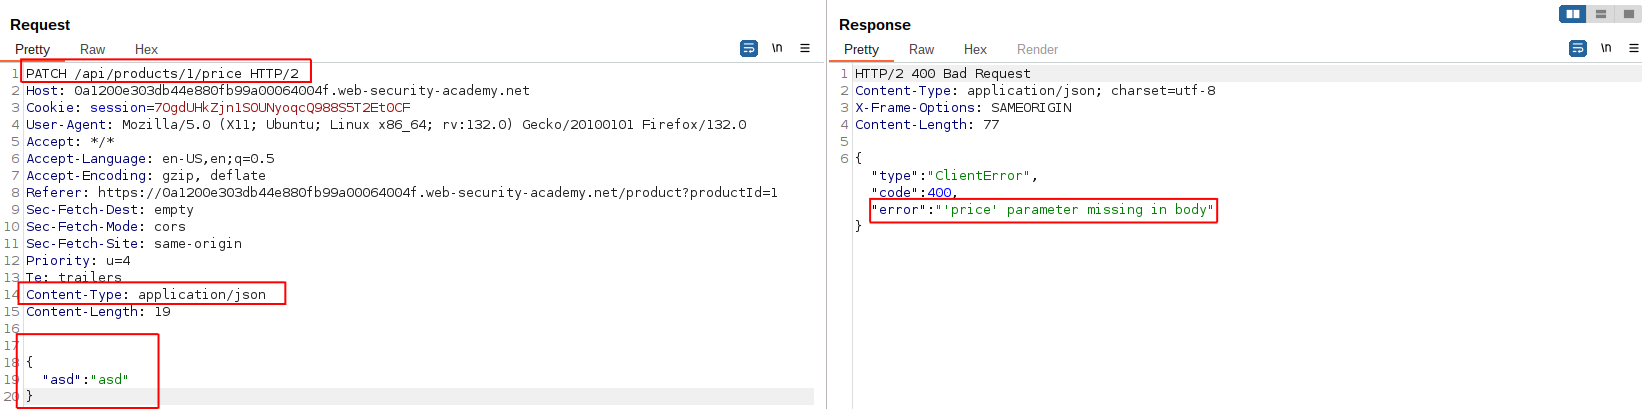 Request
Pretty Raw Hex
\n
1 PATCH /api/products/1/price HTTP/2
2 Host: 0a1200e303db44e880fb99a00064004f.web-security-academy.net
3 Cookie: session=7OgdUHkZjn1SOUNyoqcQ988S5T2Et0CF
4 User-Agent: Mozilla/5.0 (X11; Ubuntu; Linux x86_64; rv:132.0) Gecko/20100101 Firefox/132.0
5 Accept: */*
6 Accept-Language: en-US,en;q=0.5
7 Accept-Encoding: gzip, deflate
8 Referer: https://0a1200e303db44e880fb99a00064004f.web-security-academy.net/product?productId=1
9 Sec-Fetch-Dest: empty
10 Sec-Fetch-Mode: cors
11 Sec-Fetch-Site: same-origin
12 Priority: u=4
13 Te: trailers
14 Content-Type: application/json
15 Content-Length: 19
16
17
18 {
19 "asd":"asd"
20 }
Response
Pretty Raw Hex Render
\n
1 HTTP/2 400 Bad Request
2 Content-Type: application/json; charset=utf-8
3 X-Frame-Options: SAMEORIGIN
4 Content-Length: 77
5
6 {
"type":"ClientError",
"code":400,
"error":"'price' parameter missing in body"
}